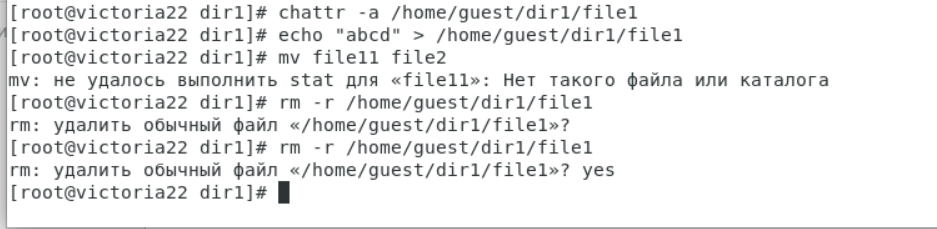 [root@victoria22 dir1]# chattr -a /home/guest/dir1/file1
[root@victoria22 dir1]# echo "abcd" > /home/guest/dir1/file1
[root@victoria22 dir1]# mv file11 file2
mv: не удалось выполнить stat для «file11»: Нет такого файла или каталога
[root@victoria22 dir1]# rm -r /home/guest/dir1/file1
rm: удалить обычный файл «/home/guest/dir1/file1»?
[root@victoria22 dir1]# rm -r /home/guest/dir1/file1
rm: удалить обычный файл «/home/guest/dir1/file1»? yes
[root@victoria22 dir1]#